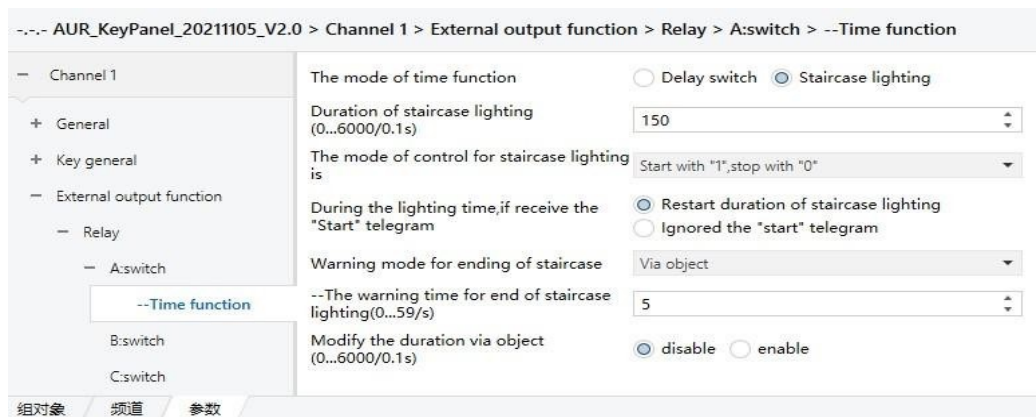 -.-.- AUR_KeyPanel_20211105_V2.0 > Channel 1 > External output function > Relay > A:switch > --Time function
— Channel 1
+ General
+ Key general
— External output function
— Relay
— A:switch
--Time function
B:switch
C:switch
The mode of time function
Delay switch Staircase lighting
Duration of staircase lighting
(0...6000/0.1s)
150
The mode of control for staircase lighting
is
Start with "1",stop with "0"
During the lighting time,if receive the
"Start" telegram
Restart duration of staircase lighting
Ignored the "start" telegram
Warning mode for ending of staircase
Via object
--The warning time for end of staircase
lighting(0...59/s)
5
Modify the duration via object
(0...6000/0.1s)
disable enable
组对象 频道 参数